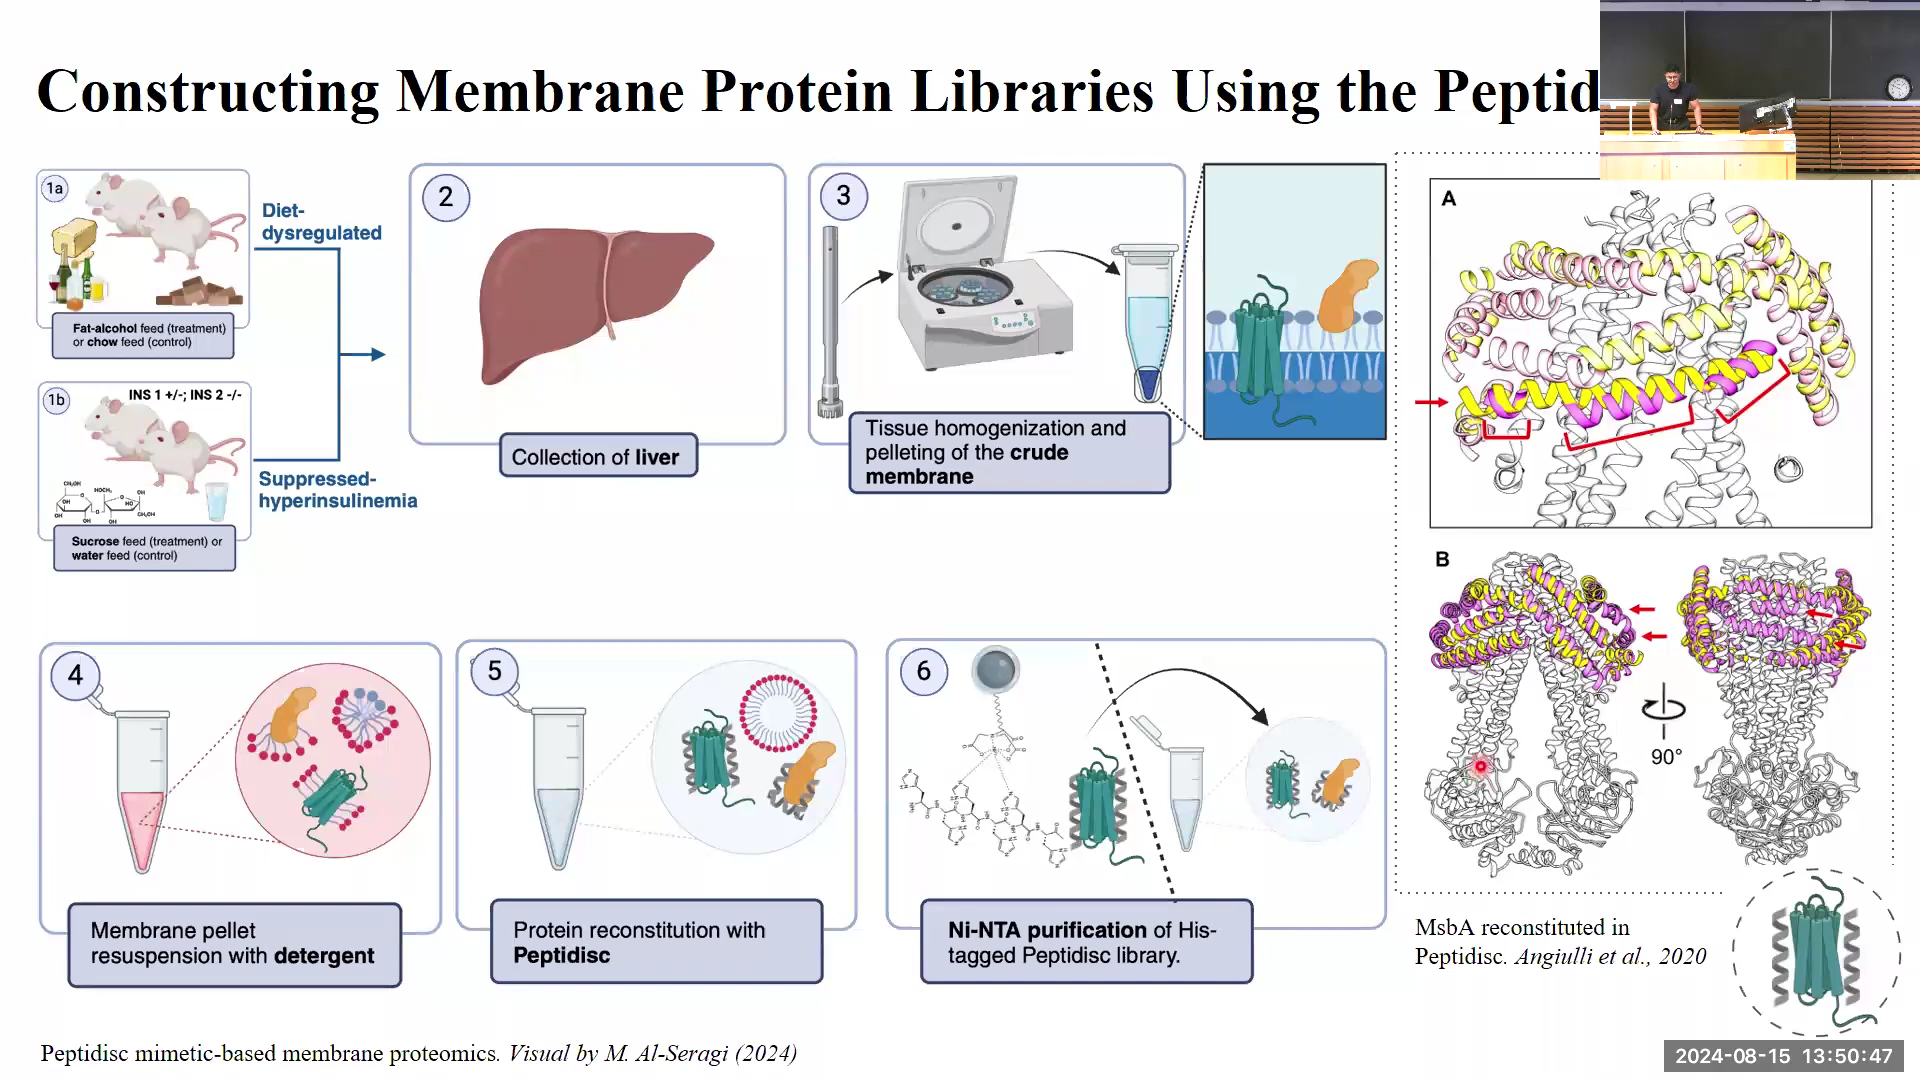 Constructing Membrane Protein Libraries Using the Peptid
1a
Fat-alcohol feed (treatment)
or chow feed (control)
Diet-
dysregulated
1b
INS 1 +/-; INS 2 -/-
Sucrose feed (treatment) or
water feed (control)
Suppressed-
hyperinsulinemia
2
Collection of liver
3
Tissue homogenization and
pelleting of the crude
membrane
A
B
90°
4
Membrane pellet
resuspension with detergent
5
Protein reconstitution with
Peptidisc
6
Ni-NTA purification of His-
tagged Peptidisc library.
MsbA reconstituted in
Peptidisc. Angiulli et al., 2020
Peptidisc mimetic-based membrane proteomics. Visual by M. Al-Seragi (2024)
2024-08-15 13:50:47